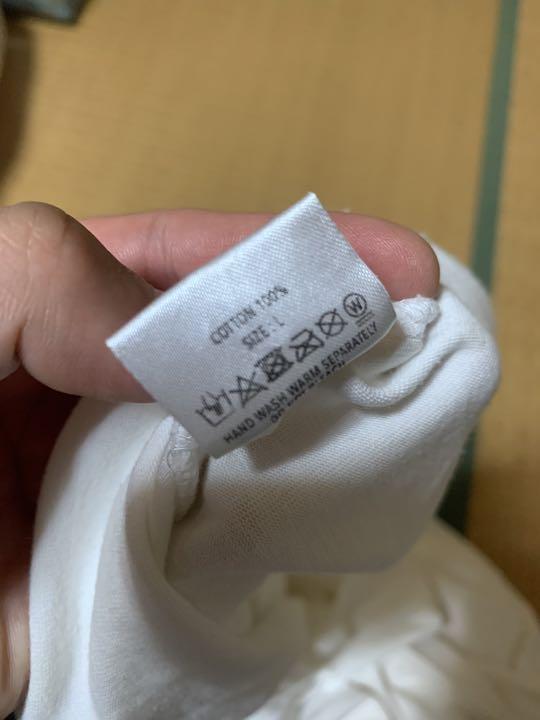 COTTON 100%
SIZE : L
W
HAND WASH WARM SEPARATELY